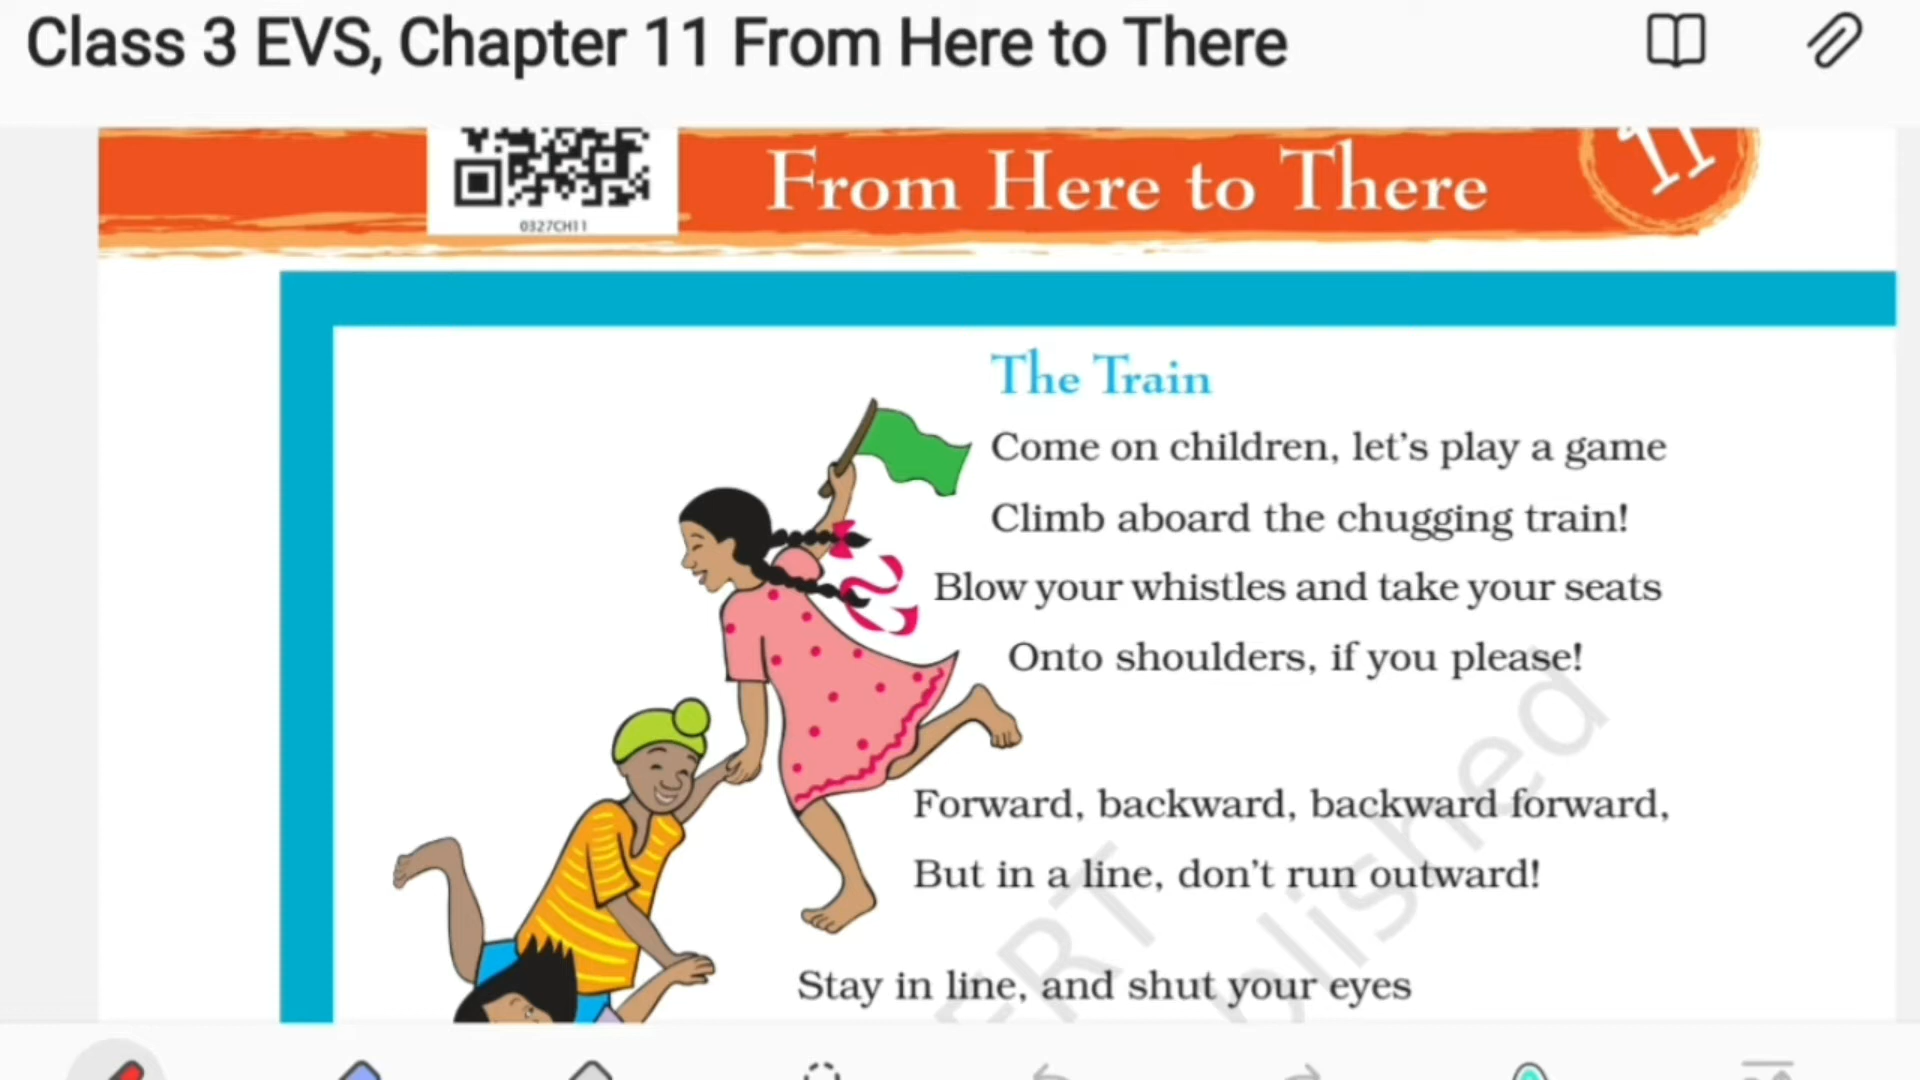 Class 3 EVS, Chapter 11 From Here to There
11
From Here to There
0327CH11
The Train
Come on children, let's play a game
Climb aboard the chugging train!
Blow your whistles and take your seats
Onto shoulders, if you please!
Forward, backward, backward forward,
But in a line, don't run outward!
Stay in line, and shut your eyes